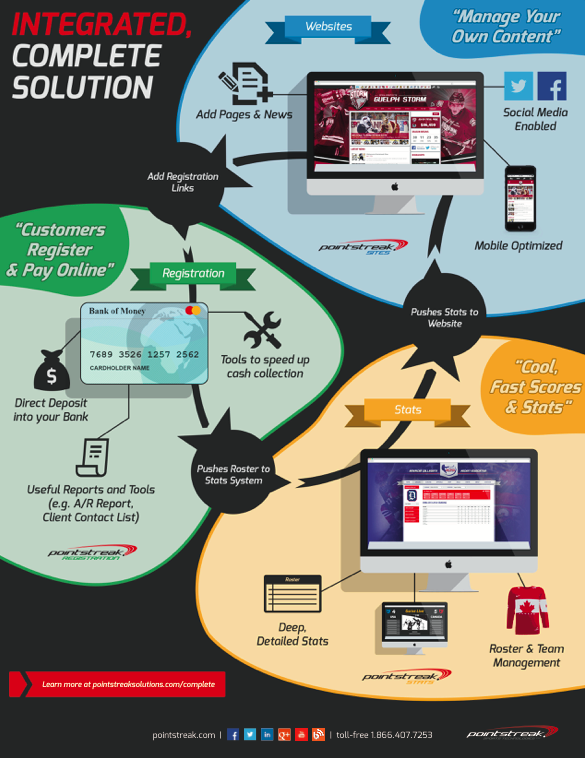 INTEGRATED,
COMPLETE
SOLUTION
Websites
"Manage Your
Own Content"
Add Pages & News
GUELPH STORM
Social Media
Enabled
Mobile Optimized
pointstreak
SITES
Add Registration
Links
"Customers
Register
& Pay Online"
Registration
Bank of Money
7689 3526 1257 2562
CARDHOLDER NAME
Tools to speed up
cash collection
$
Direct Deposit
into your Bank
Useful Reports and Tools
(e.g. A/R Report,
Client Contact List)
pointstreak
REGISTRATION
Pushes Stats to
Website
Pushes Roster to
Stats System
"Cool,
Fast Scores
& Stats"
Stats
Roster
Deep,
Detailed Stats
Roster & Team
Management
pointstreak
STATS
Learn more at pointstreaksolutions.com/complete
pointstreak.com | | toll-free 1.866.407.7253
pointstreak